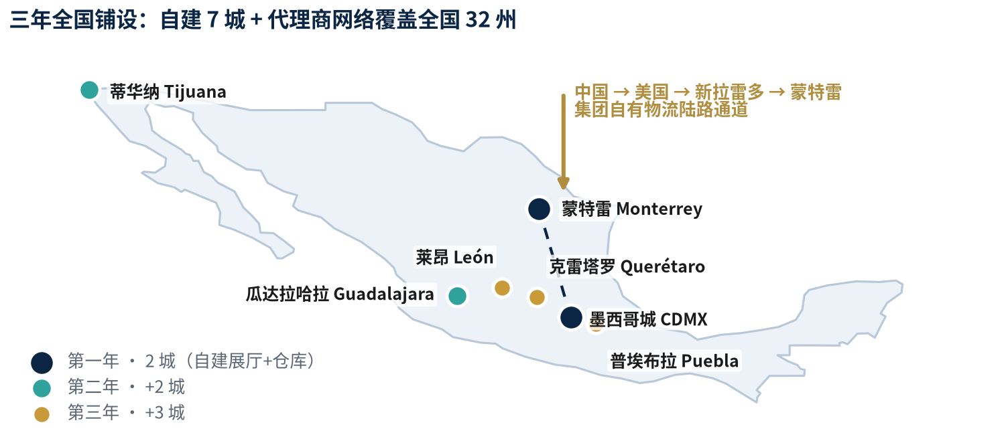 三年全国铺设：自建 7 城 + 代理商网络覆盖全国 32 州
蒂华纳 Tijuana
中国 → 美国 → 新拉雷多 → 蒙特雷
集团自有物流陆路通道
蒙特雷 Monterrey
莱昂 León
克雷塔罗 Querétaro
瓜达拉哈拉 Guadalajara
墨西哥城 CDMX
普埃布拉 Puebla
第一年 · 2 城（自建展厅+仓库）
第二年 · +2 城
第三年 · +3 城